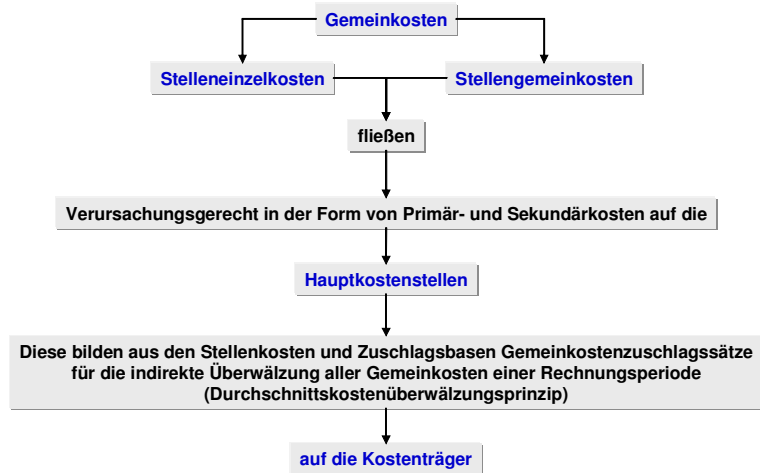 Gemeinkosten
Stelleneinzelkosten
Stellengemeinkosten
fließen
Verursachungsgerecht in der Form von Primär- und Sekundärkosten auf die
Hauptkostenstellen
Diese bilden aus den Stellenkosten und Zuschlagsbasen Gemeinkostenzuschlagssätze
für die indirekte Überwälzung aller Gemeinkosten einer Rechnungsperiode
(Durchschnittskostenüberwälzungsprinzip)
auf die Kostenträger